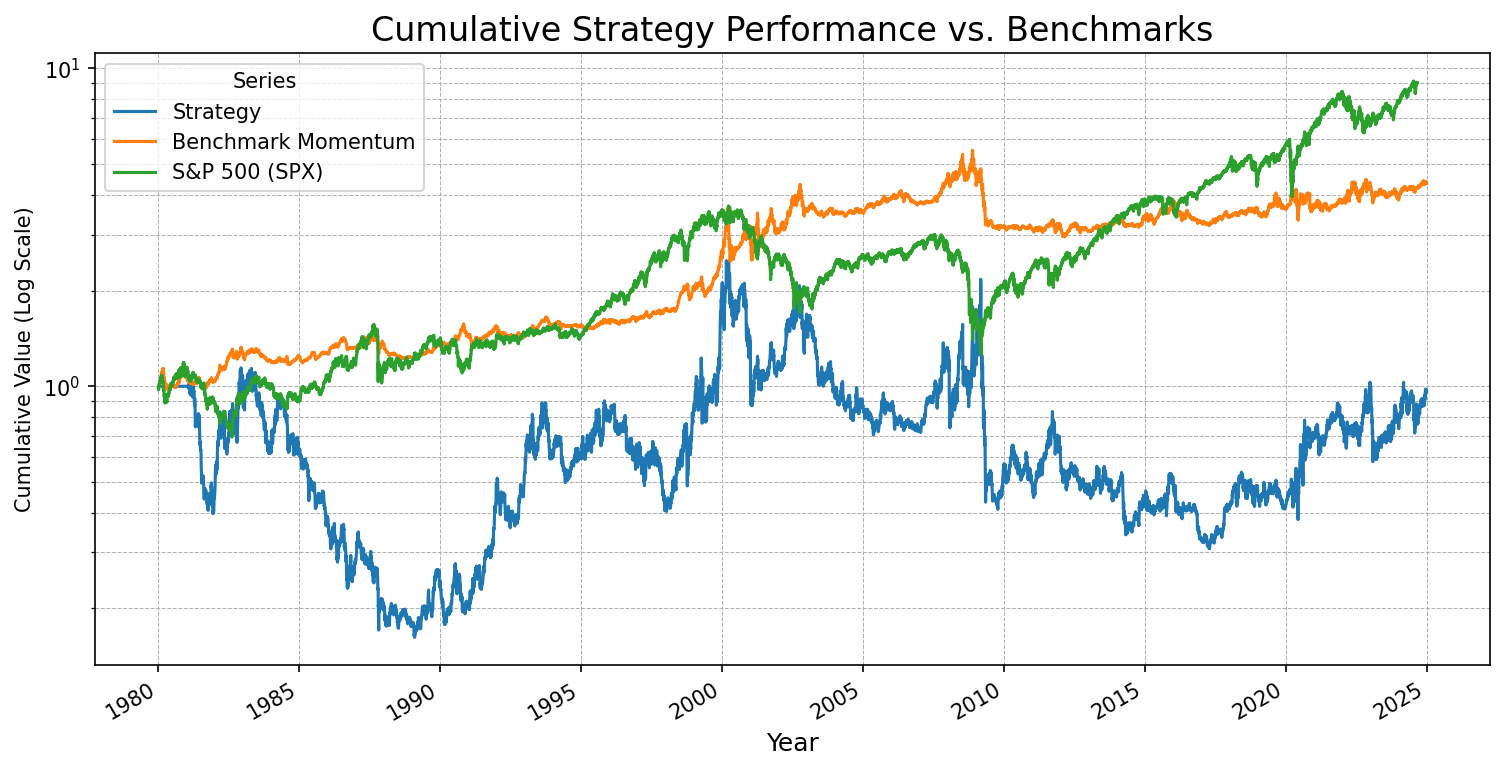 Cumulative Strategy Performance vs. Benchmarks
Series
Strategy
Benchmark Momentum
S&P 500 (SPX)
Cumulative Value (Log Scale)
10¹
10⁰
1980
1985
1990
1995
2000
2005
2010
2015
2020
2025
Year